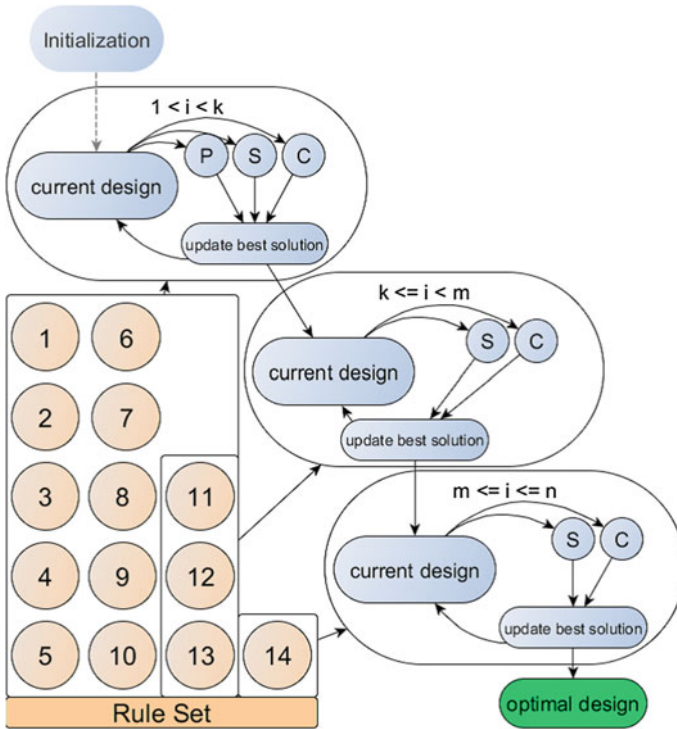 Initialization
1 < i < k
P S C
current design
update best solution
k <= i < m
S C
current design
update best solution
m <= i <= n
S C
current design
update best solution
optimal design
1 6
2 7
3 8 11
4 9 12
5 10 13 14
Rule Set